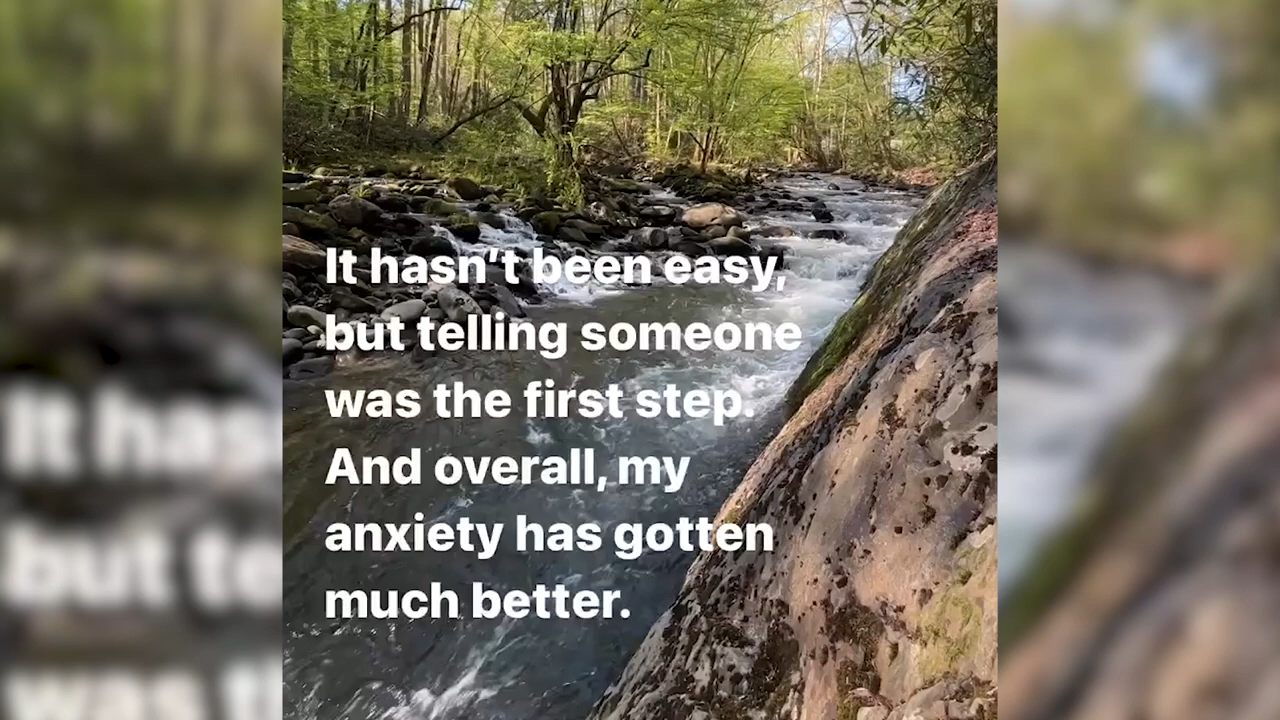 It hasn’t been easy,
but telling someone
was the first step.
And overall, my
anxiety has gotten
much better.